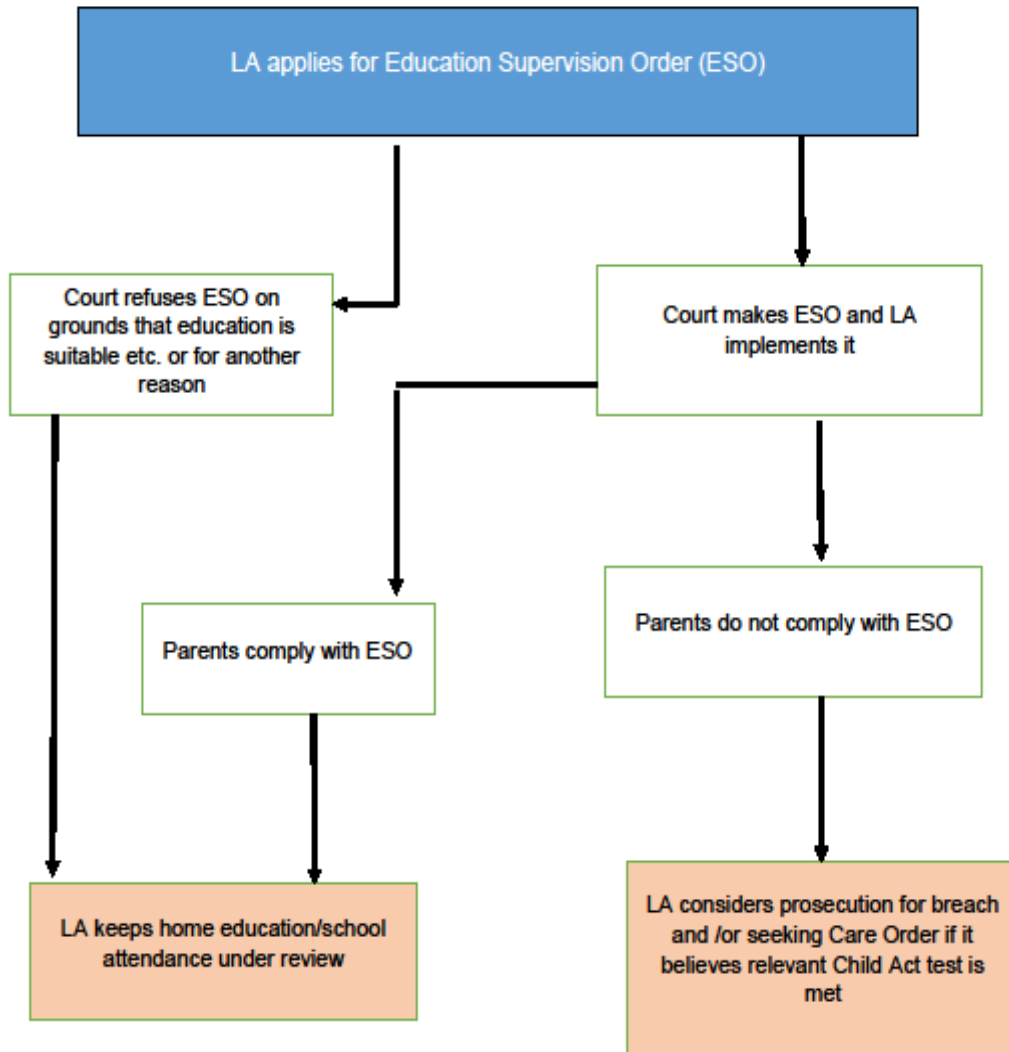 LA applies for Education Supervision Order (ESO)
Court refuses ESO on
grounds that education is
suitable etc. or for another
reason
Court makes ESO and LA
implements it
Parents comply with ESO
Parents do not comply with ESO
LA keeps home education/school
attendance under review
LA considers prosecution for breach
and /or seeking Care Order if it
believes relevant Child Act test is
met